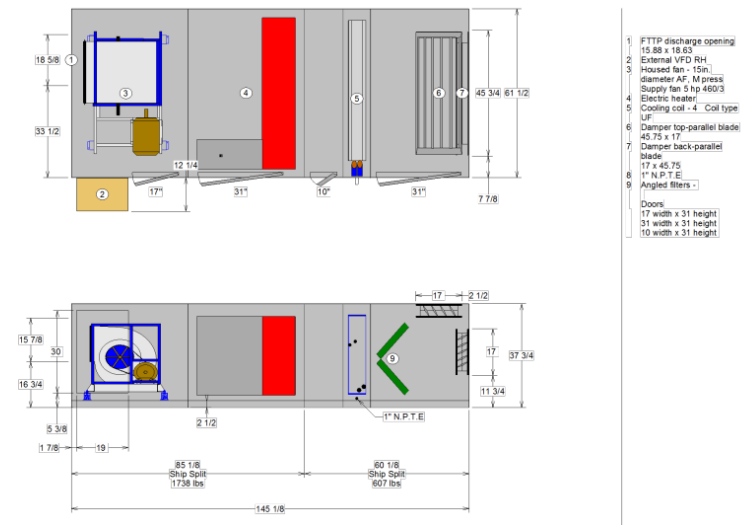 1
18 5/8
3
33 1/2
12 1/4
4
5
6
7
45 3/4
61 1/2
2
17"
31"
10"
31"
7 7/8
1 FTTP discharge opening
15.88 x 18.63
2 External VFD RH
3 Housed fan - 15in.
diameter AF, M press
Supply fan 5 hp 460/3
4 Electric heater
5 Cooling coil - 4 Coil type
UF
6 Damper top-parallel blade
45.75 x 17
7 Damper back-parallel
blade
17 x 45.75
8 1" N.P.T.E
9 Angled filters -
Doors
17 width x 31 height
31 width x 31 height
10 width x 31 height
17
2 1/2
15 7/8
30
16 3/4
5 3/8
1 7/8
19
2 1/2
9
1" N.P.T.E
17
37 3/4
11 3/4
85 1/8
Ship Split
1738 lbs
60 1/8
Ship Split
607 lbs
145 1/8